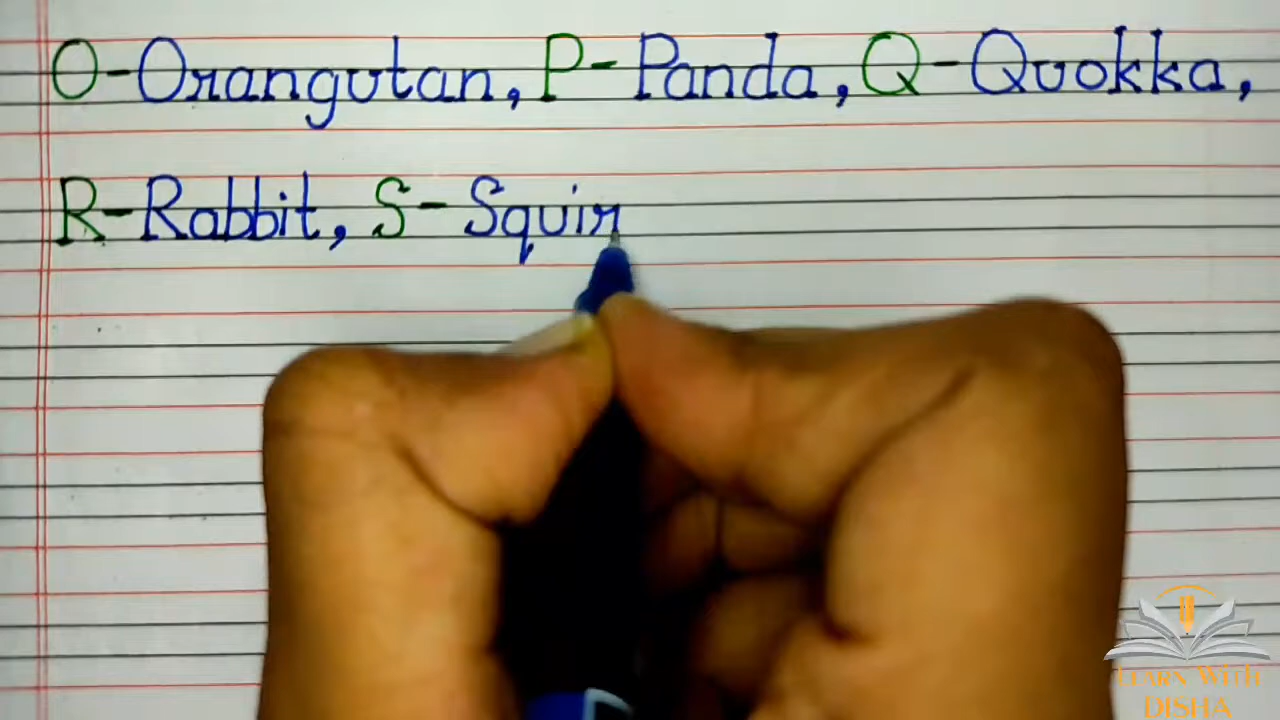 O-Orangutan, P-Panda, Q-Quokka,
R-Rabbit, S-Squir
LEARN WITH
DISHA